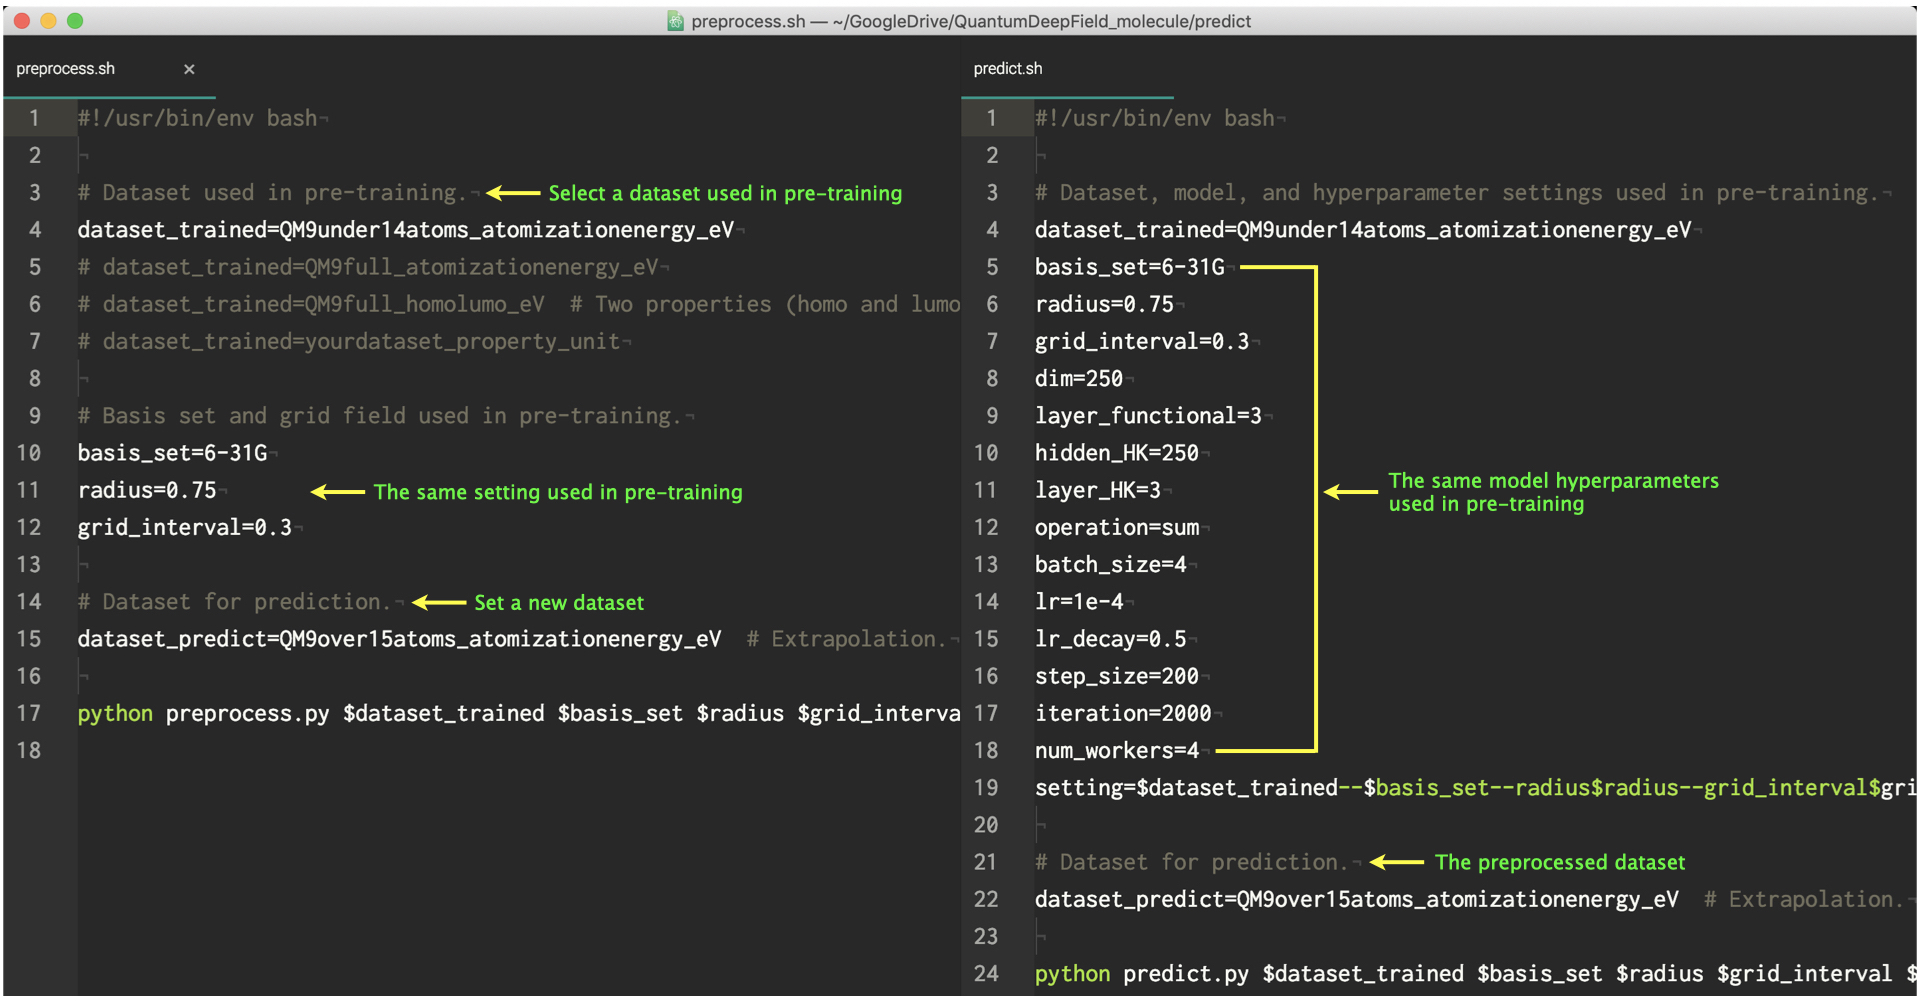 preprocess.sh — ~/GoogleDrive/QuantumDeepField_molecule/predict
preprocess.sh ×
1 #!/usr/bin/env bash¬
2 ¬
3 # Dataset used in pre-training.¬ Select a dataset used in pre-training
4 dataset_trained=QM9under14atoms_atomizationenergy_eV¬
5 # dataset_trained=QM9full_atomizationenergy_eV¬
6 # dataset_trained=QM9full_homolumo_eV  # Two properties (homo and lumo
7 # dataset_trained=yourdataset_property_unit¬
8 ¬
9 # Basis set and grid field used in pre-training.¬
10 basis_set=6-31G¬
11 radius=0.75¬ The same setting used in pre-training
12 grid_interval=0.3¬
13 ¬
14 # Dataset for prediction.¬ Set a new dataset
15 dataset_predict=QM9over15atoms_atomizationenergy_eV  # Extrapolation.¬
16 ¬
17 python preprocess.py $dataset_trained $basis_set $radius $grid_interva
18
predict.sh
1 #!/usr/bin/env bash¬
2 ¬
3 # Dataset, model, and hyperparameter settings used in pre-training.¬
4 dataset_trained=QM9under14atoms_atomizationenergy_eV¬
5 basis_set=6-31G¬
6 radius=0.75¬
7 grid_interval=0.3¬
8 dim=250¬
9 layer_functional=3¬
10 hidden_HK=250¬
11 layer_HK=3¬
The same model hyperparameters
used in pre-training
12 operation=sum¬
13 batch_size=4¬
14 lr=1e-4¬
15 lr_decay=0.5¬
16 step_size=200¬
17 iteration=2000¬
18 num_workers=4¬
19 setting=$dataset_trained--$basis_set--radius$radius--grid_interval$gri
20 ¬
21 # Dataset for prediction.¬ The preprocessed dataset
22 dataset_predict=QM9over15atoms_atomizationenergy_eV  # Extrapolation.¬
23 ¬
24 python predict.py $dataset_trained $basis_set $radius $grid_interval $